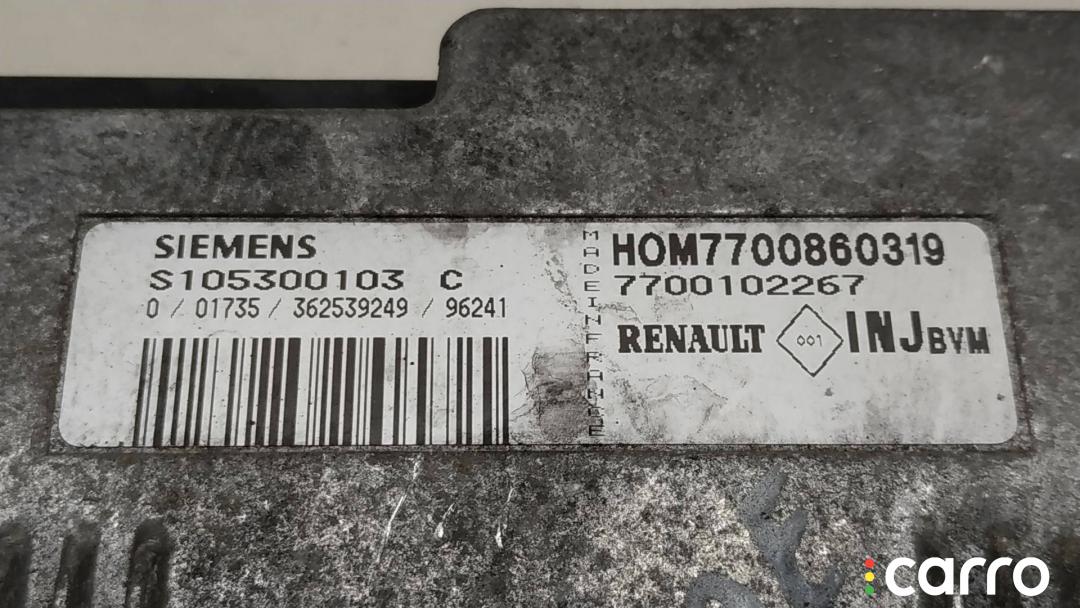 SIEMENS
S105300103 C
0 / 01735 / 362539249 / 96241
MADE IN FRANCE
HOM7700860319
7700102267
RENAULT 001 INJ BVM
carro